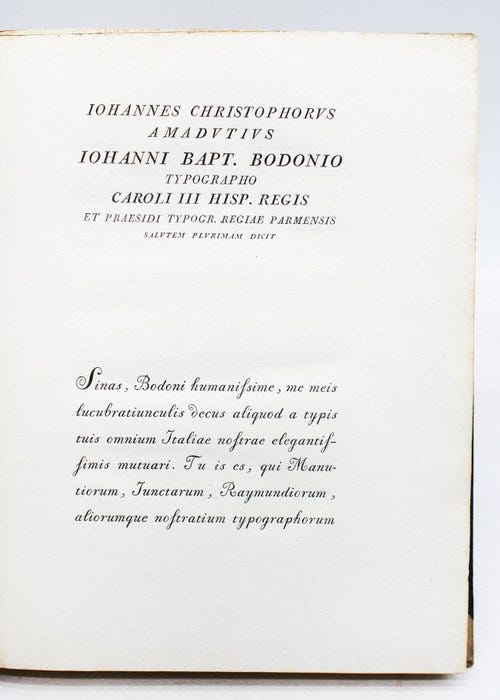 IOHANNES CHRISTOPHORVS
AMADVTIVS
IOHANNI BAPT. BODONIO
TYPOGRAPHO
CAROLI III HISP. REGIS
ET PRAESIDI TYPOGR. REGIAE PARMENSIS
SALVTEM PLVRIMAM DICIT
Sinas, Bodoni humaniſsime, me meis
lucubratiunculis decus aliquod a typis
tuis omnium Italiae noſtrae elegantiſ-
ſimis mutuari. Tu is es, qui Manu-
tiorum, Junctarum, Raymundiorum,
aliorumque noſtratium typographorum